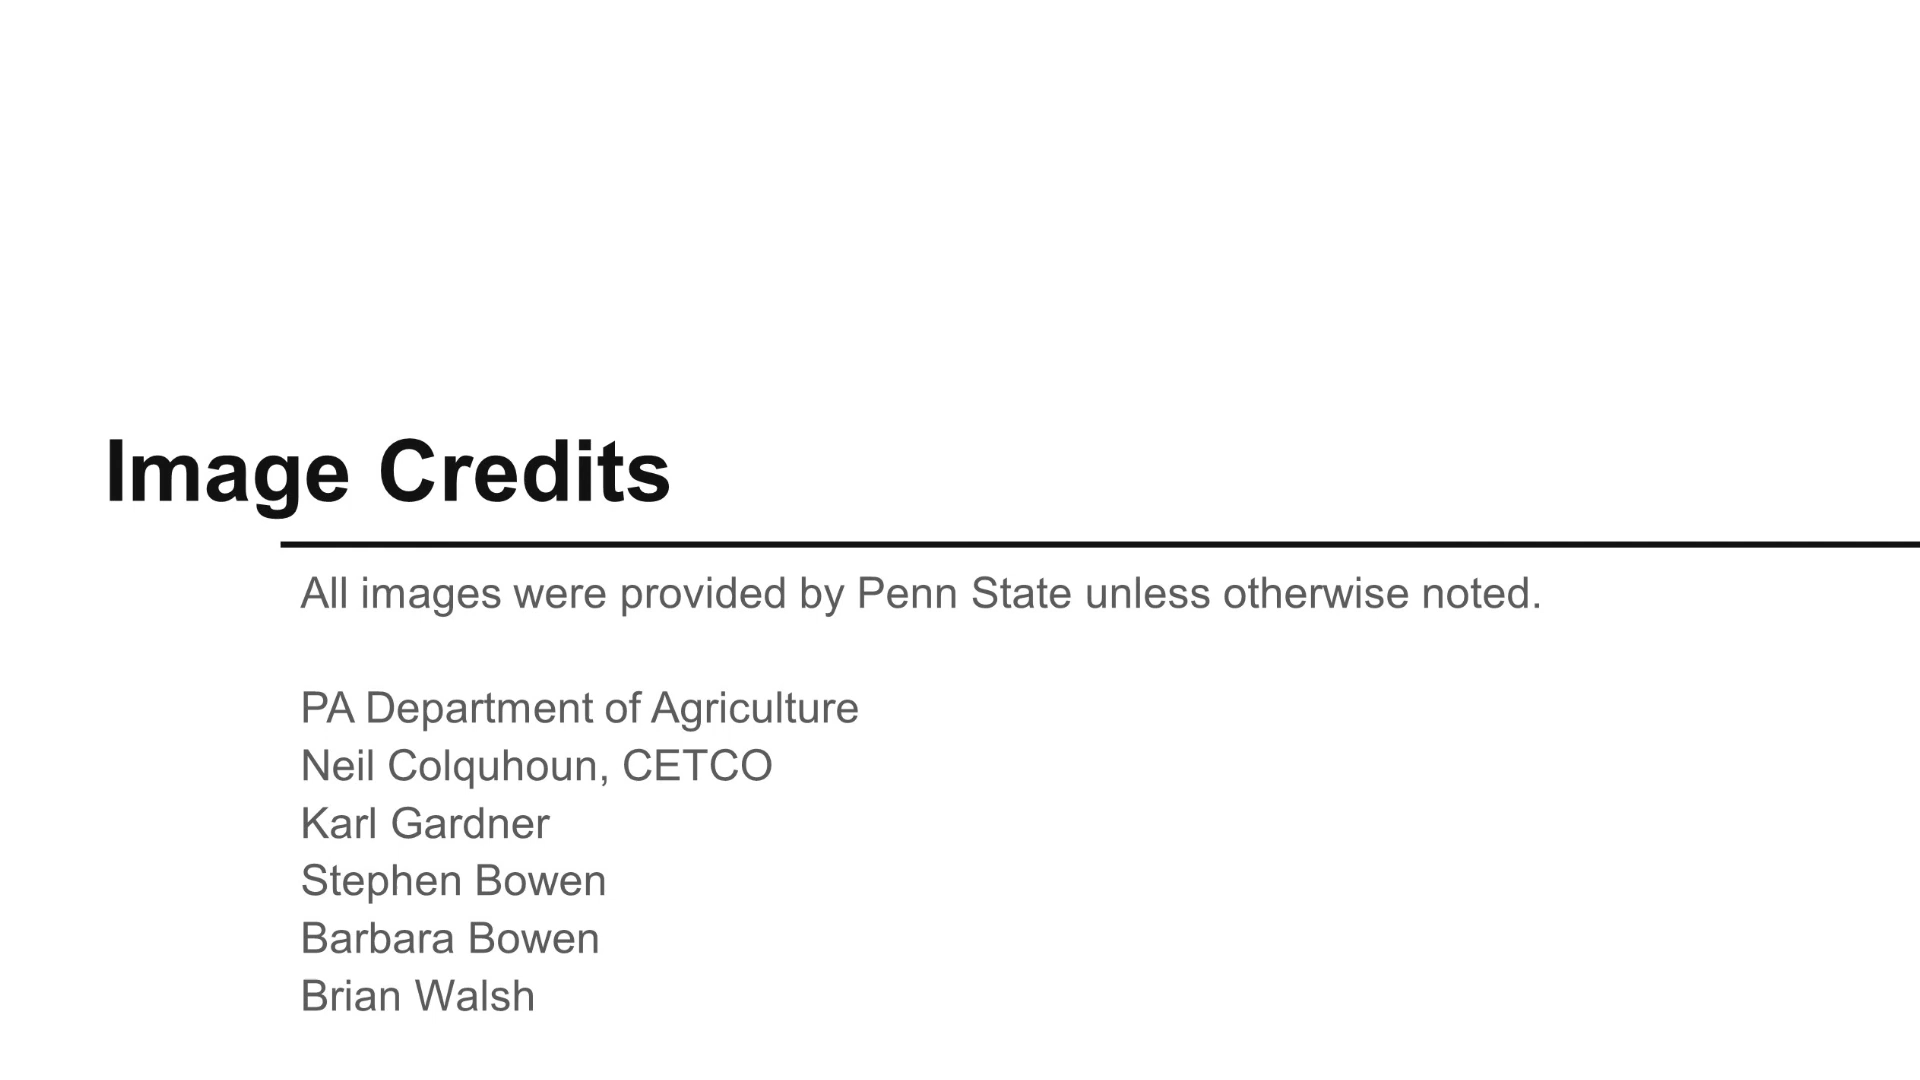 Image Credits
All images were provided by Penn State unless otherwise noted.
PA Department of Agriculture
Neil Colquhoun, CETCO
Karl Gardner
Stephen Bowen
Barbara Bowen
Brian Walsh